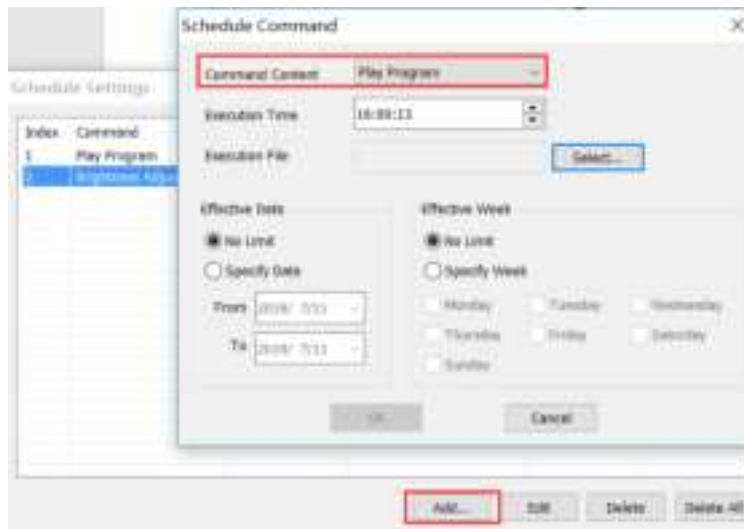 Schedule Command
Command Content Play Program
Schedule Settings
Execution Time
Index Command
1 Play Program
Execution File Select...
Effective Date Effective Week
No Limit No Limit
Specify Date Specify Week
From
Monday Tuesday Wednesday
To
Thursday Friday Saturday
Sunday
OK Cancel
Add... Edit Delete Delete All